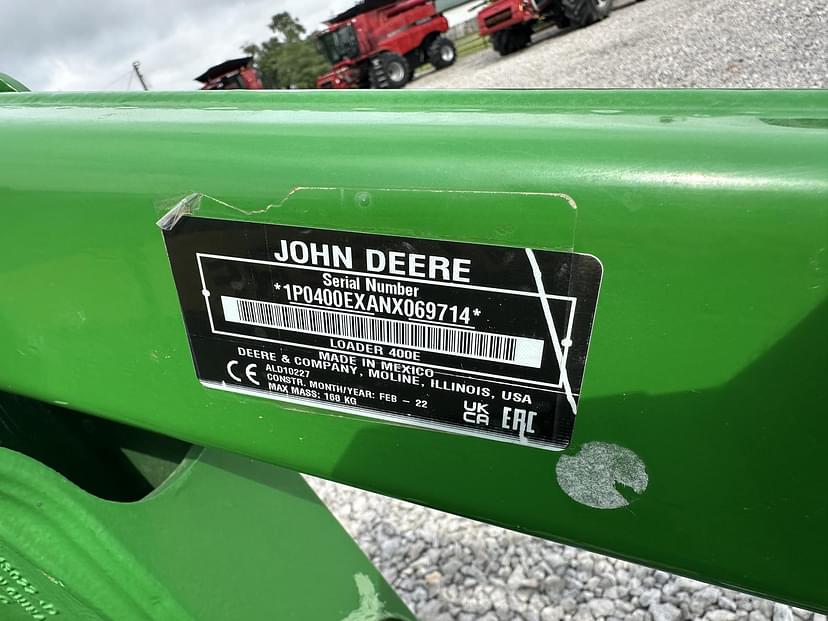 JOHN DEERE
Serial Number
*1P0400EXANX069714*
LOADER 400E
MADE IN MEXICO
DEERE & COMPANY, MOLINE, ILLINOIS, USA
ALD10227
CONSTR. MONTH/YEAR: FEB - 22
MAX MASS: 168 KG
CE
UK
CA
EAC